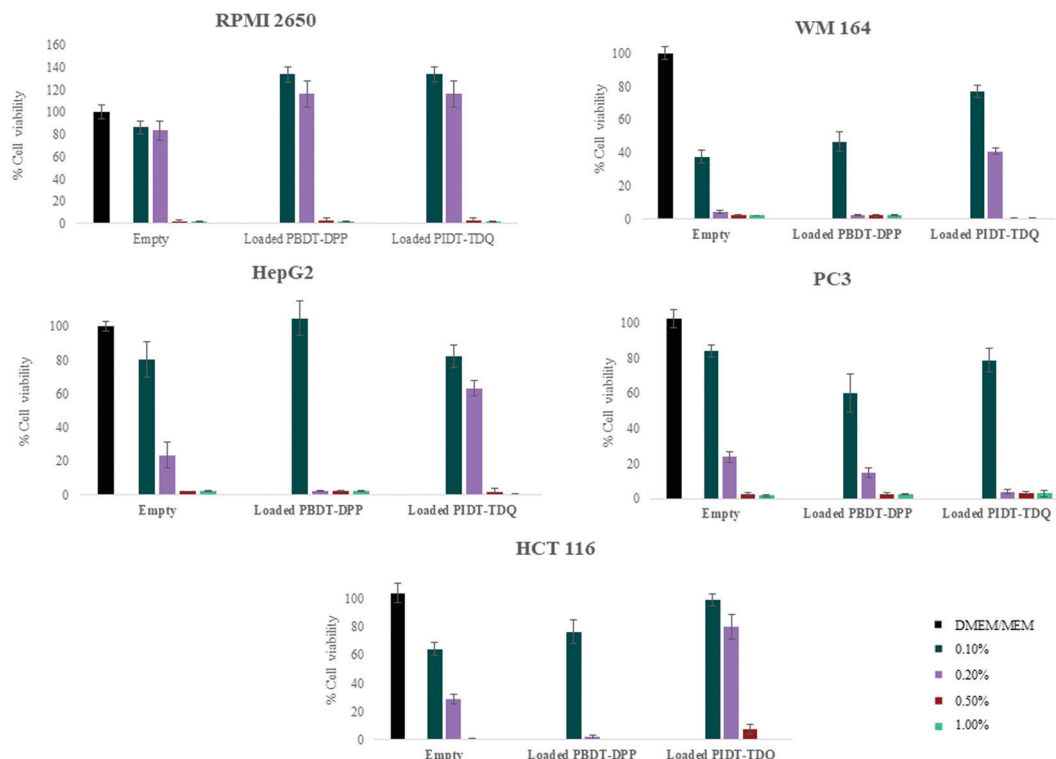 RPMI 2650
% Cell viability
160
140
120
100
80
60
40
20
0
Empty
Loaded PBDT-DPP
Loaded PIDT-TDQ
WM 164
% Cell viability
100
80
60
40
20
0
Empty
Loaded PBDT-DPP
Loaded PIDT-TDQ
HepG2
% Cell viability
100
80
60
40
20
0
Empty
Loaded PBDT-DPP
Loaded PIDT-TDQ
PC3
% Cell viability
100
80
60
40
20
0
Empty
Loaded PBDT-DPP
Loaded PIDT-TDQ
HCT 116
% Cell viability
100
80
60
40
20
0
Empty
Loaded PBDT-DPP
Loaded PIDT-TDQ
DMEM/MEM
0.10%
0.20%
0.50%
1.00%